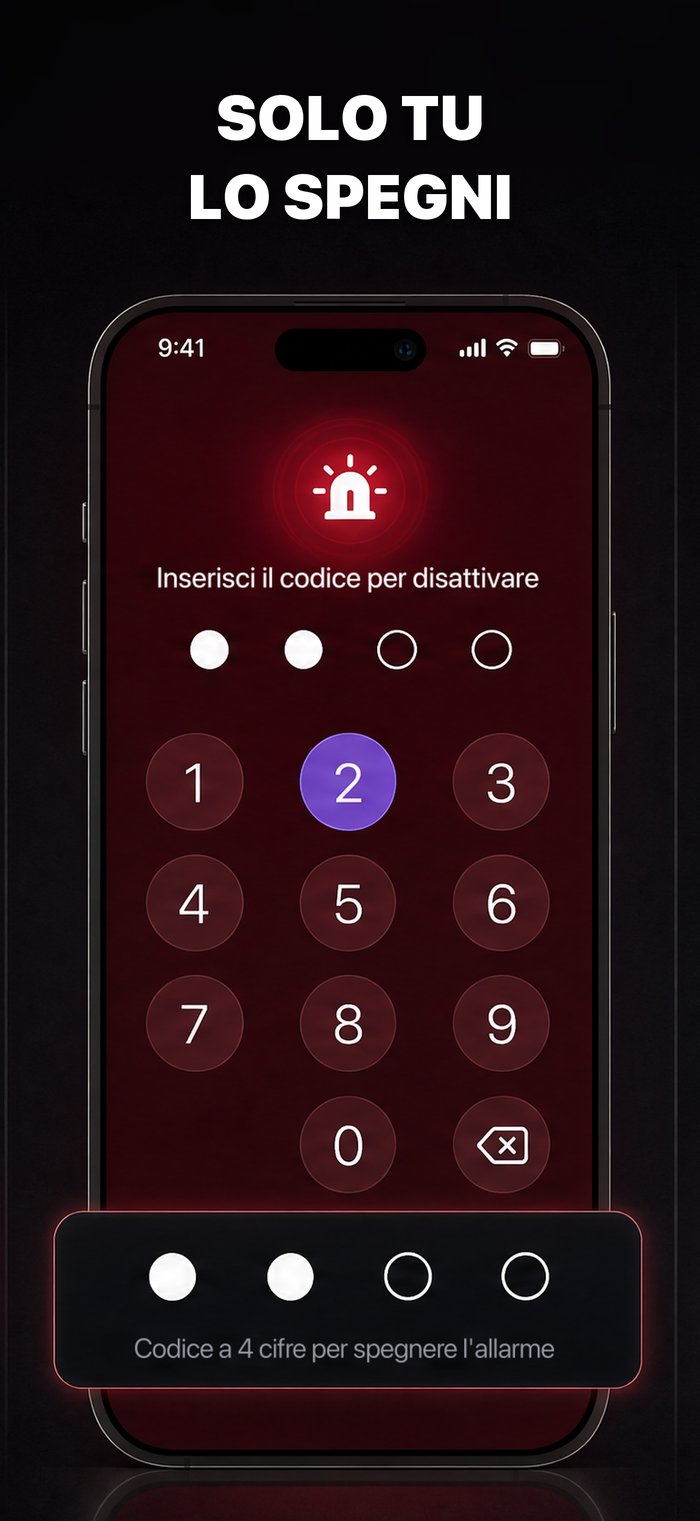 SOLO TU
LO SPEGNI
9:41
Inserisci il codice per disattivare
1 2 3
4 5 6
7 8 9
0
Codice a 4 cifre per spegnere l'allarme